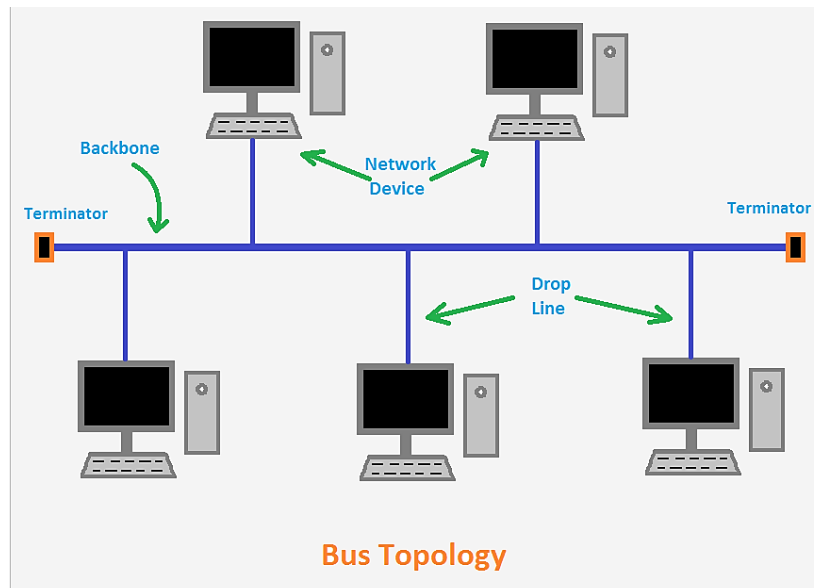 Backbone
Network
Device
Terminator
Terminator
Drop
Line
Bus Topology